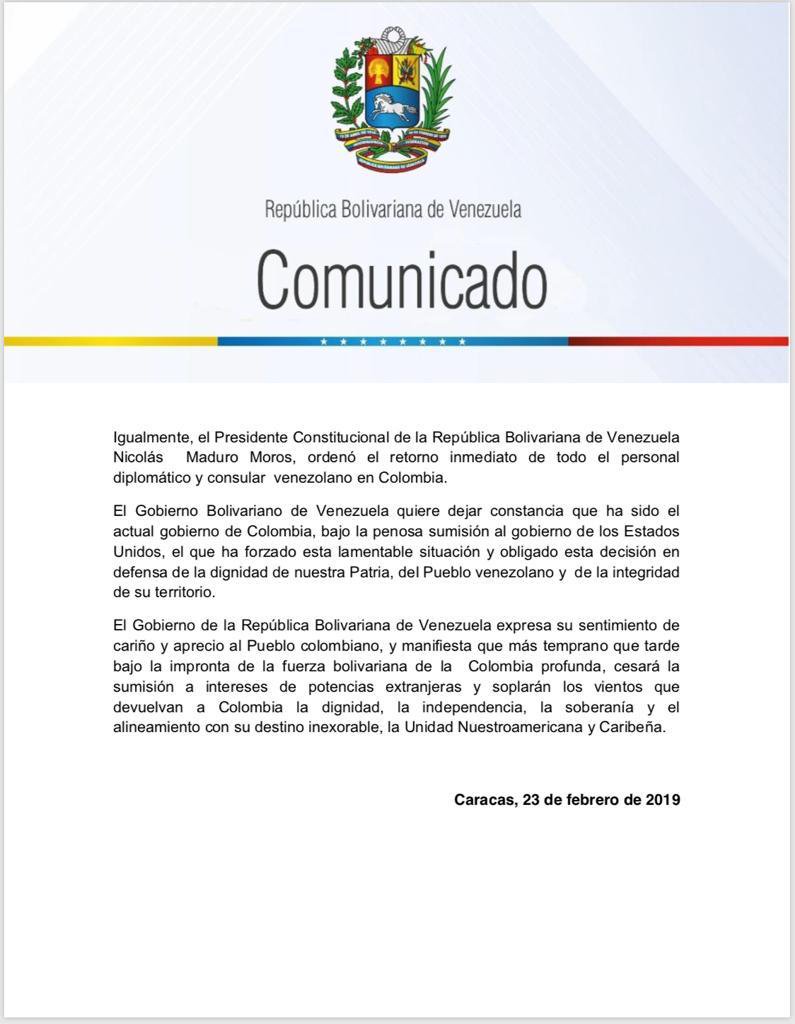 República Bolivariana de Venezuela
Comunicado
Igualmente, el Presidente Constitucional de la República Bolivariana de Venezuela
Nicolás Maduro Moros, ordenó el retorno inmediato de todo el personal
diplomático y consular venezolano en Colombia.
El Gobierno Bolivariano de Venezuela quiere dejar constancia que ha sido el
actual gobierno de Colombia, bajo la penosa sumisión al gobierno de los Estados
Unidos, el que ha forzado esta lamentable situación y obligado esta decisión en
defensa de la dignidad de nuestra Patria, del Pueblo venezolano y de la integridad
de su territorio.
El Gobierno de la República Bolivariana de Venezuela expresa su sentimiento de
cariño y aprecio al Pueblo colombiano, y manifiesta que más temprano que tarde
bajo la impronta de la fuerza bolivariana de la Colombia profunda, cesará la
sumisión a intereses de potencias extranjeras y soplarán los vientos que
devuelvan a Colombia la dignidad, la independencia, la soberanía y el
alineamiento con su destino inexorable, la Unidad Nuestroamericana y Caribeña.
Caracas, 23 de febrero de 2019